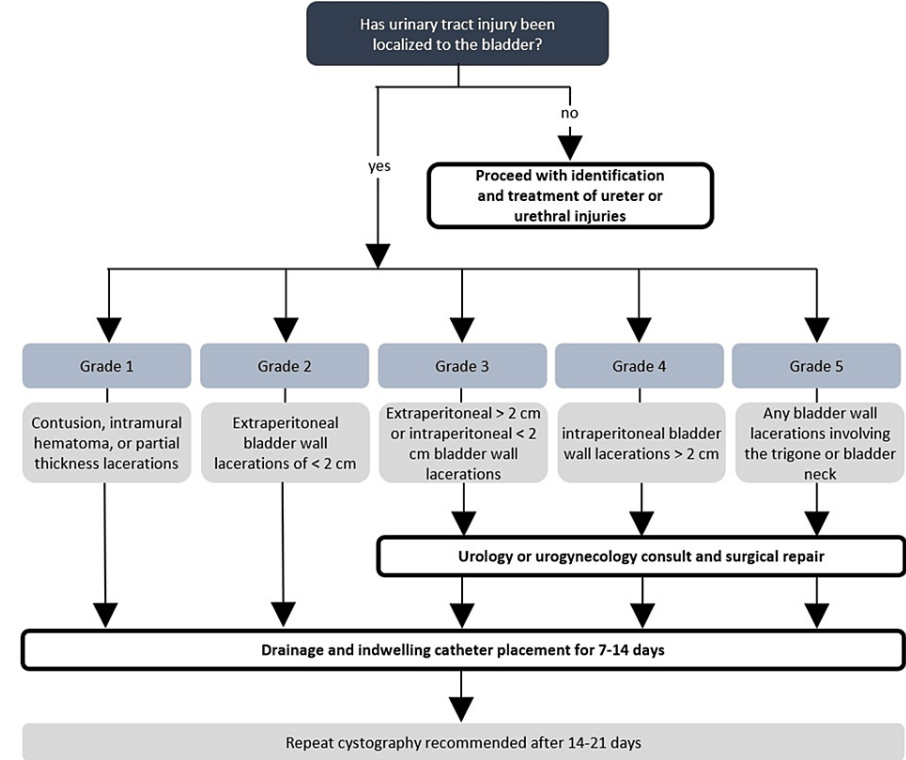 Has urinary tract injury been
localized to the bladder?
no
yes
Proceed with identification
and treatment of ureter or
urethral injuries
Grade 1
Grade 2
Grade 3
Grade 4
Grade 5
Contusion, intramural
hematoma, or partial
thickness lacerations
Extraperitoneal
bladder wall
lacerations of < 2 cm
Extraperitoneal > 2 cm
or intraperitoneal < 2
cm bladder wall
lacerations
intraperitoneal bladder
wall lacerations > 2 cm
Any bladder wall
lacerations involving
the trigone or bladder
neck
Urology or urogynecology consult and surgical repair
Drainage and indwelling catheter placement for 7-14 days
Repeat cystography recommended after 14-21 days